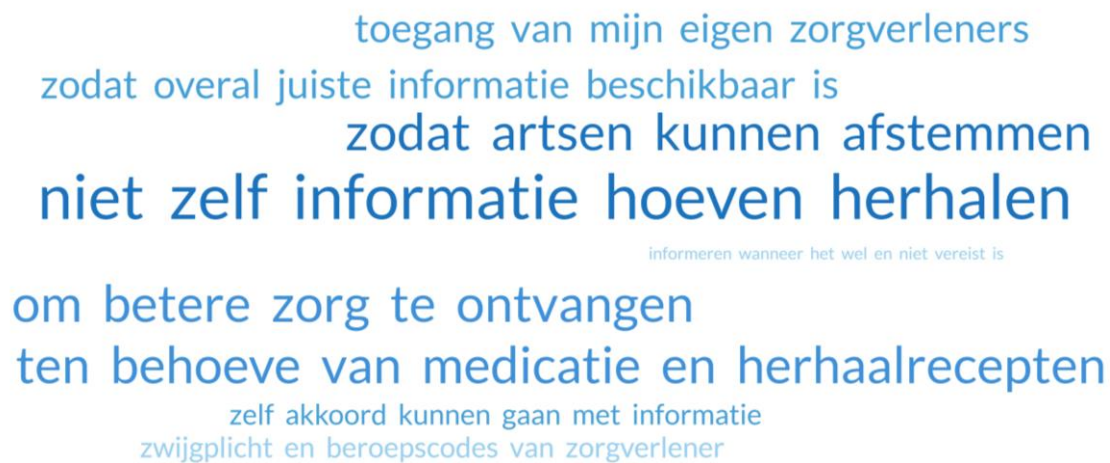 toegang van mijn eigen zorgverleners
zodat overal juiste informatie beschikbaar is
zodat artsen kunnen afstemmen
niet zelf informatie hoeven herhalen
informeren wanneer het wel en niet vereist is
om betere zorg te ontvangen
ten behoeve van medicatie en herhaalrecepten
zelf akkoord kunnen gaan met informatie
zwijgplicht en beroepscodes van zorgverlener